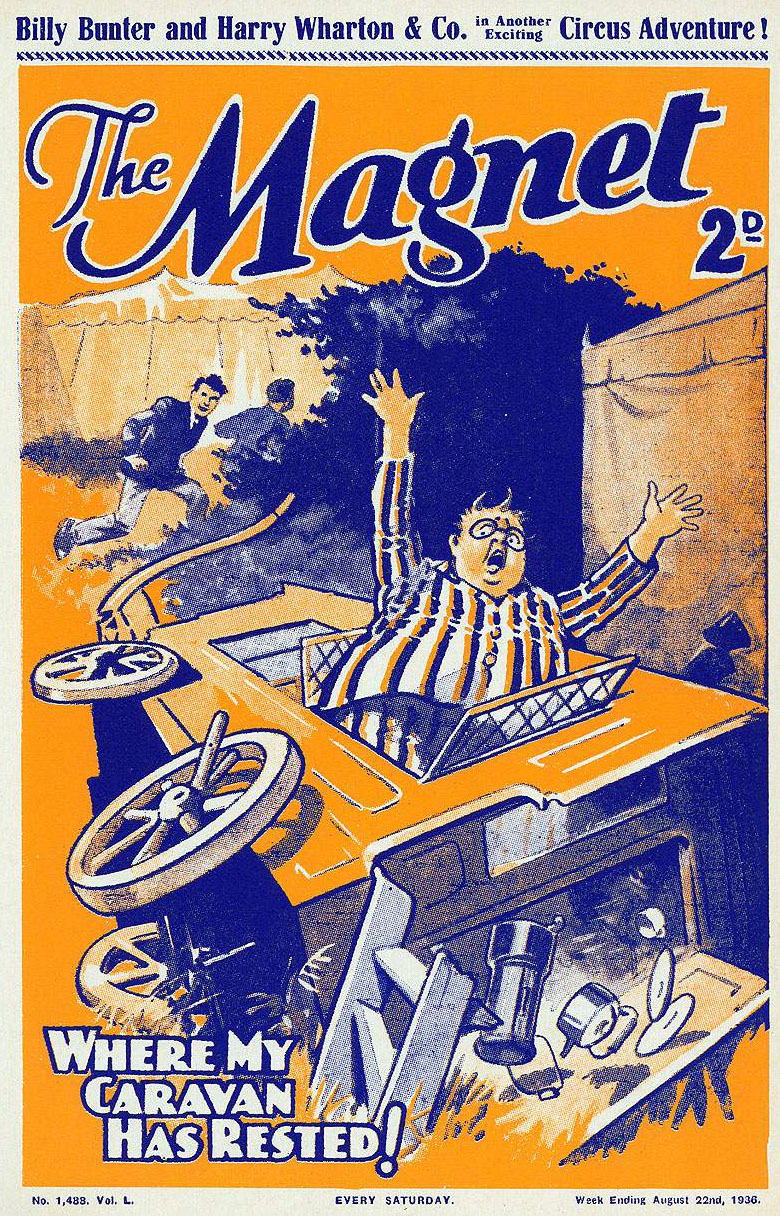 Billy Bunter and Harry Wharton & Co. in Another Exciting Circus Adventure!
The Magnet
2D
WHERE MY
CARAVAN
HAS RESTED!
No. 1,488. Vol. L. EVERY SATURDAY. Week Ending August 22nd, 1936.